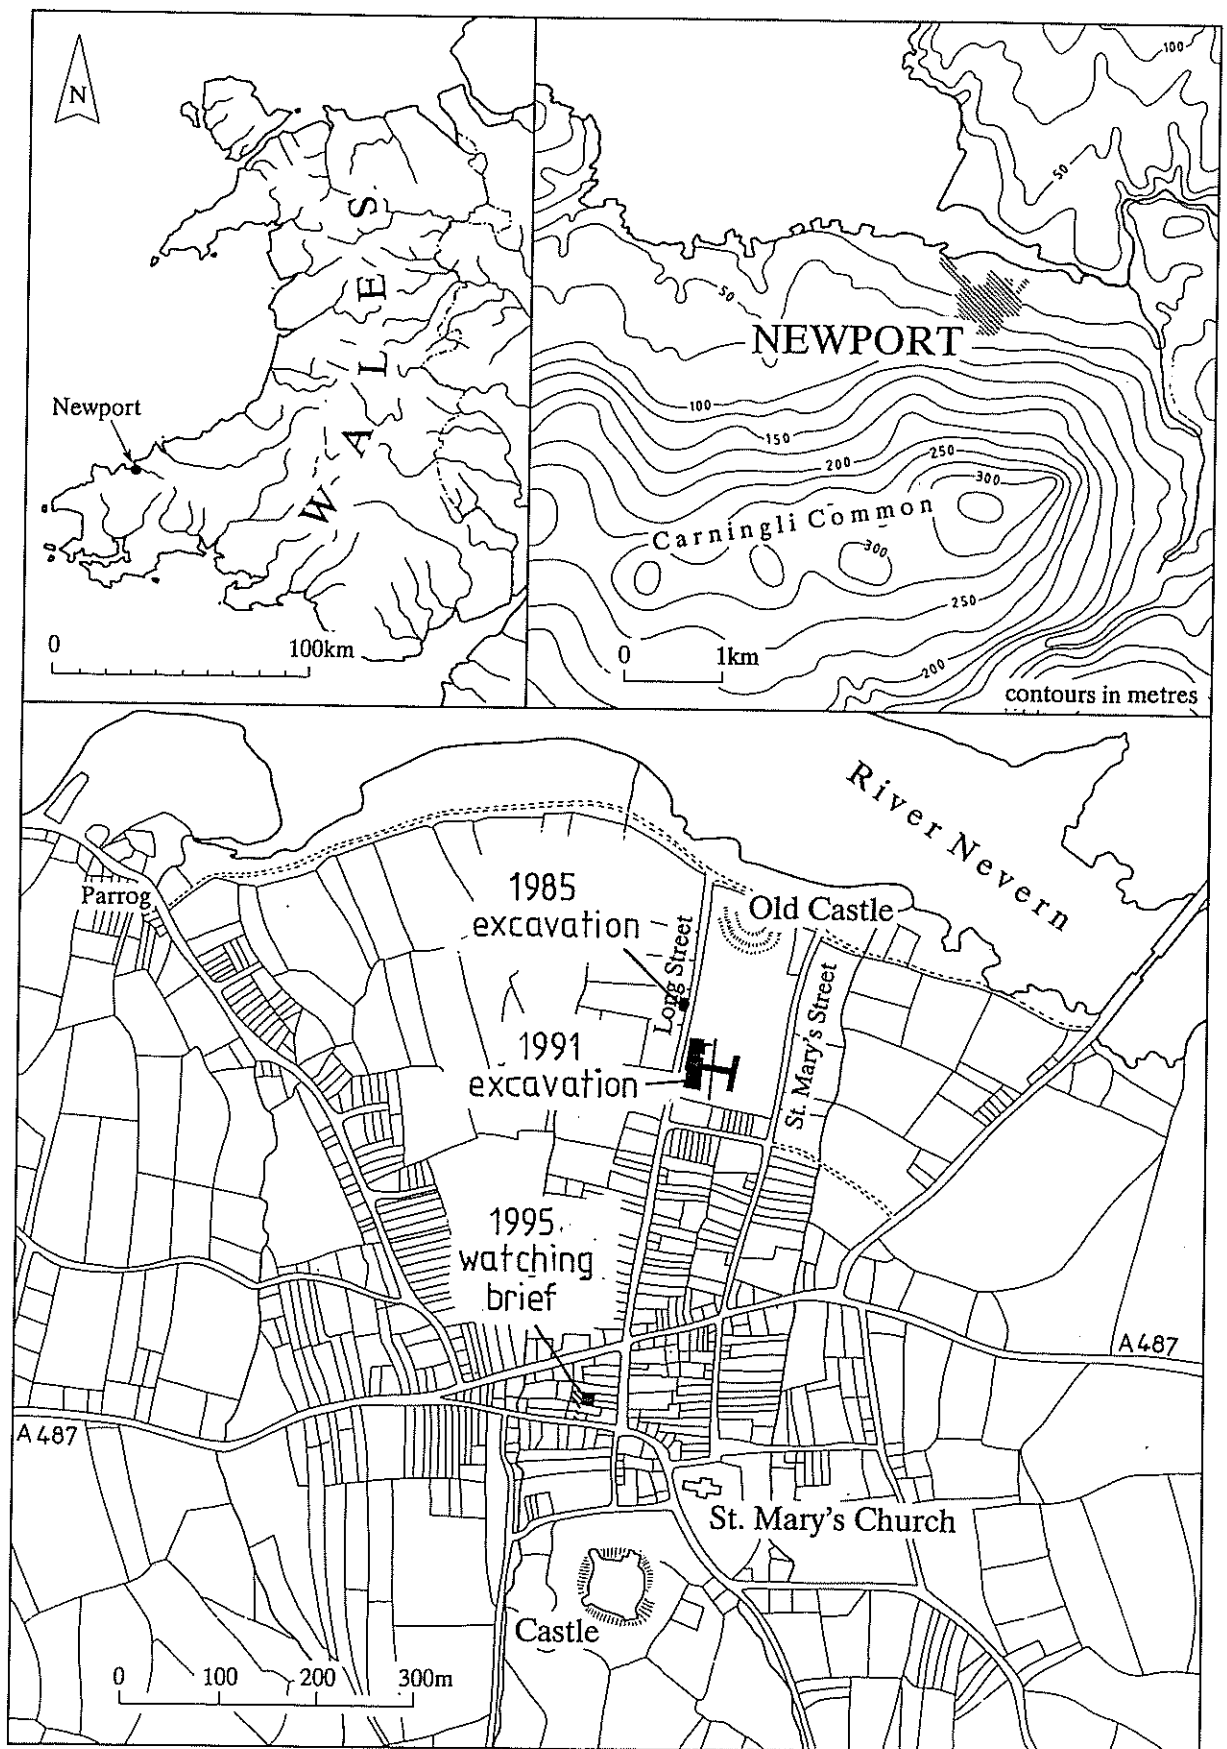 N
WALES
Newport
0 100km
100
50
50
NEWPORT
100
150
200
250
300
Carningli Common
300
250
200
0 1km
contours in metres
River Nevern
Parrog
1985
excavation
Old Castle
Long Street
St. Mary's Street
1991
excavation
1995
watching
brief
A487
A487
St. Mary's Church
Castle
0 100 200 300m